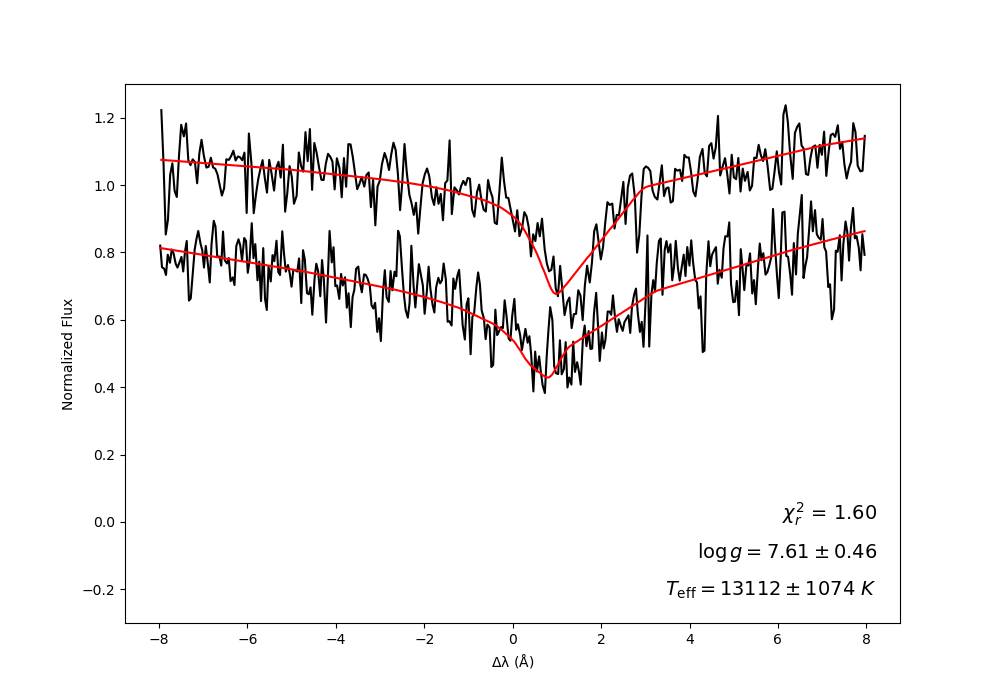 1.2
1.0
0.8
0.6
0.4
0.2
0.0
−0.2
Normalized Flux
χ²ᵣ = 1.60
log g = 7.61 ± 0.46
T_eff = 13112 ± 1074 K
−8 −6 −4 −2 0 2 4 6 8
Δλ (Å)